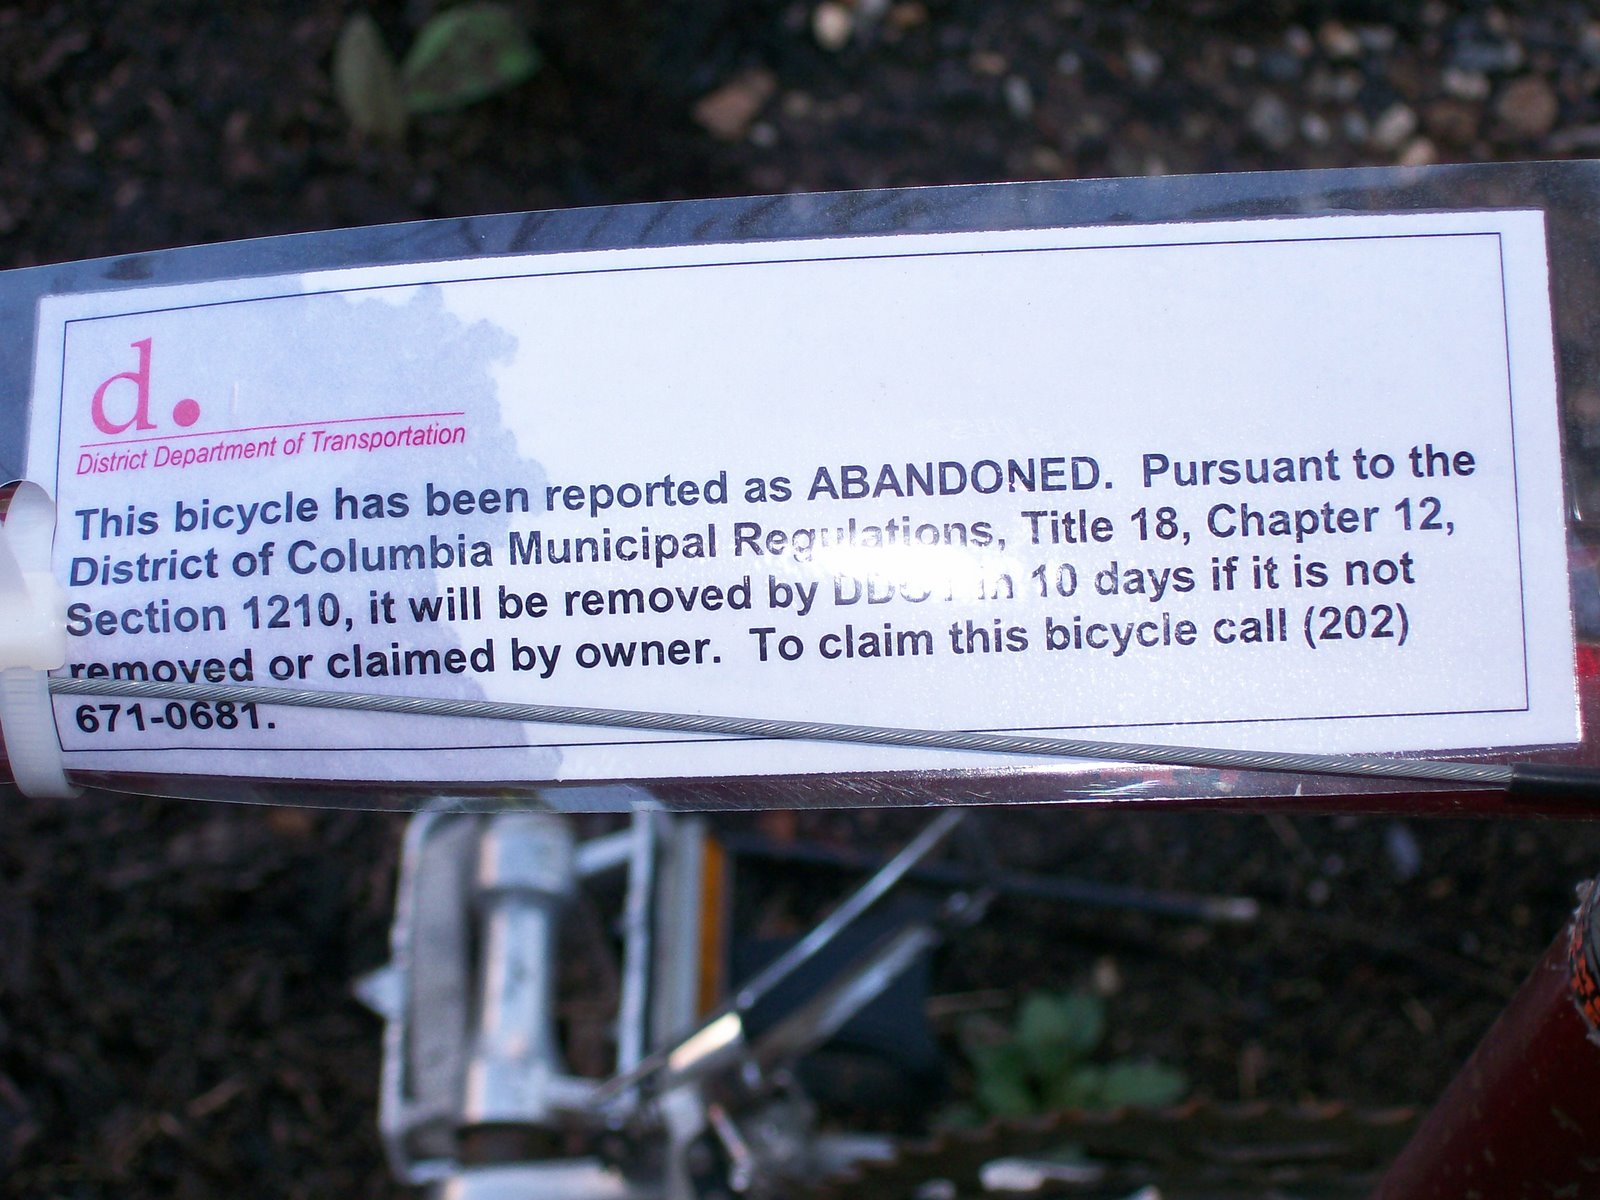 d.
District Department of Transportation
This bicycle has been reported as ABANDONED. Pursuant to the
District of Columbia Municipal Regulations, Title 18, Chapter 12,
Section 1210, it will be removed by DDOT in 10 days if it is not
removed or claimed by owner. To claim this bicycle call (202)
671-0681.